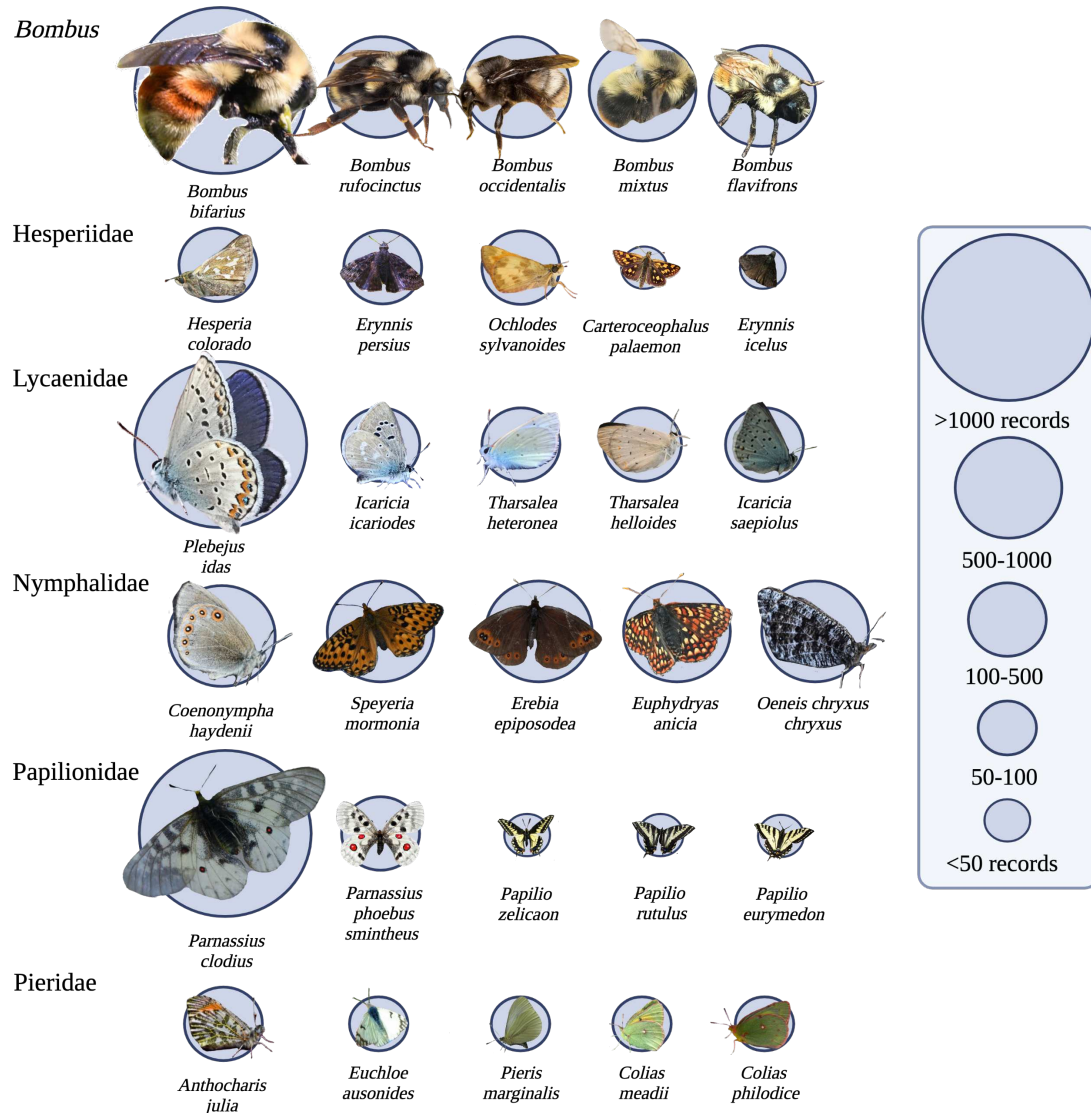 Bombus
Bombus
bifarius
Bombus
rufocinctus
Bombus
occidentalis
Bombus
mixtus
Bombus
flavifrons
Hesperiidae
Hesperia
colorado
Erynnis
persius
Ochlodes
sylvanoides
Carteroceophalus
palaemon
Erynnis
icelus
Lycaenidae
Plebejus
idas
Icaricia
icariodes
Tharsalea
heteronea
Tharsalea
helloides
Icaricia
saepiolus
Nymphalidae
Coenonympha
haydenii
Speyeria
mormonia
Erebia
epiposodea
Euphydryas
anicia
Oeneis chryxus
chryxus
Papilionidae
Parnassius
clodius
Parnassius
phoebus
smintheus
Papilio
zelicaon
Papilio
rutulus
Papilio
eurymedon
Pieridae
Anthocharis
julia
Euchloe
ausonides
Pieris
marginalis
Colias
meadii
Colias
philodice
>1000 records
500-1000
100-500
50-100
<50 records